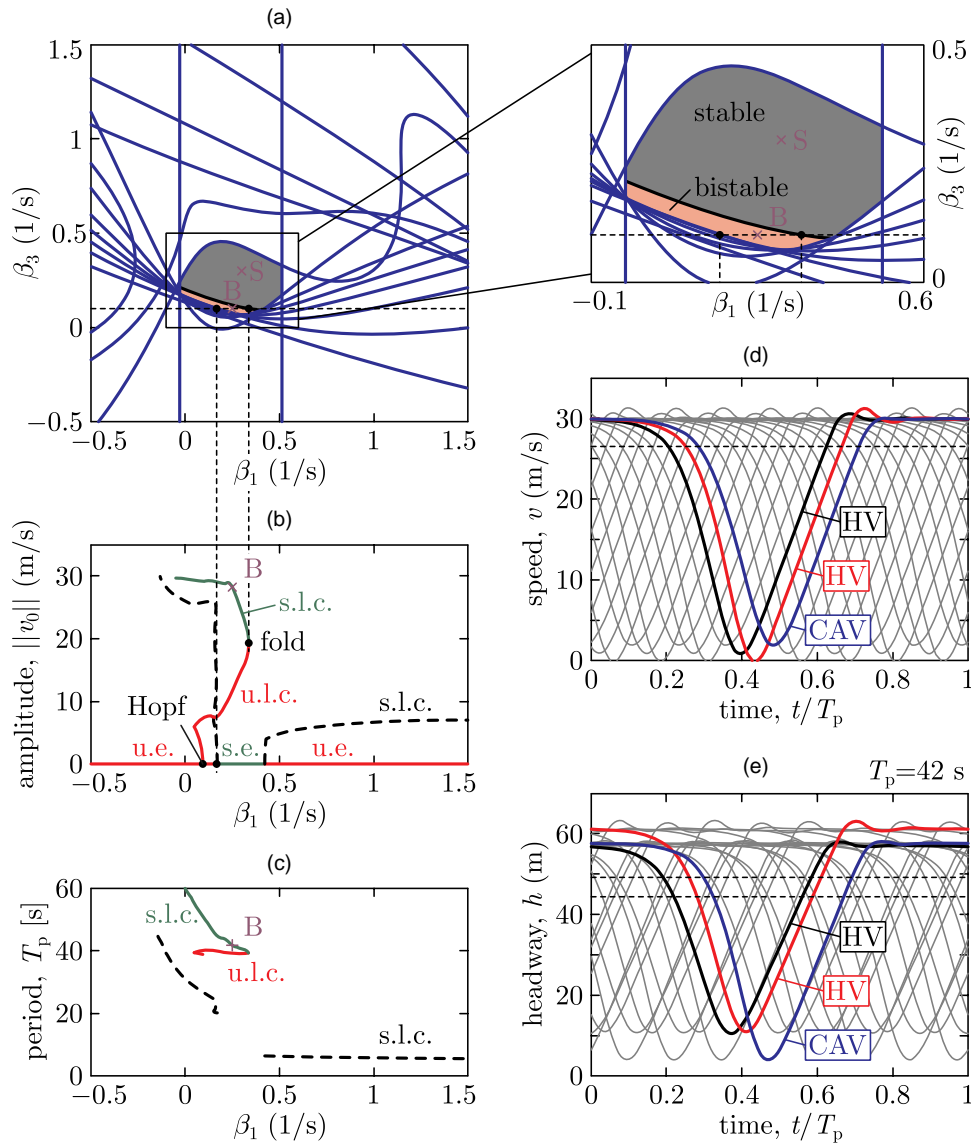 (a)
1.5
1
0.5
0
−0.5
β₃ (1/s)
S
B
−0.5 0 0.5 1 1.5
β₁ (1/s)
stable
S
bistable
B
0.5
β₃ (1/s)
0
−0.1 β₁ (1/s) 0.6
(b)
amplitude, ||v₀|| (m/s)
30
20
10
0
B
s.l.c.
fold
u.l.c.
Hopf
s.l.c.
u.e. s.e. u.e.
−0.5 0 0.5 1 1.5
β₁ (1/s)
(c)
period, Tₚ [s]
60
40
20
0
s.l.c.
B
u.l.c.
s.l.c.
−0.5 0 0.5 1 1.5
β₁ (1/s)
(d)
speed, v (m/s)
30
20
10
0
HV
HV
CAV
0 0.2 0.4 0.6 0.8 1
time, t/Tₚ
(e) Tₚ=42 s
headway, h (m)
60
40
20
0
HV
HV
CAV
0 0.2 0.4 0.6 0.8 1
time, t/Tₚ